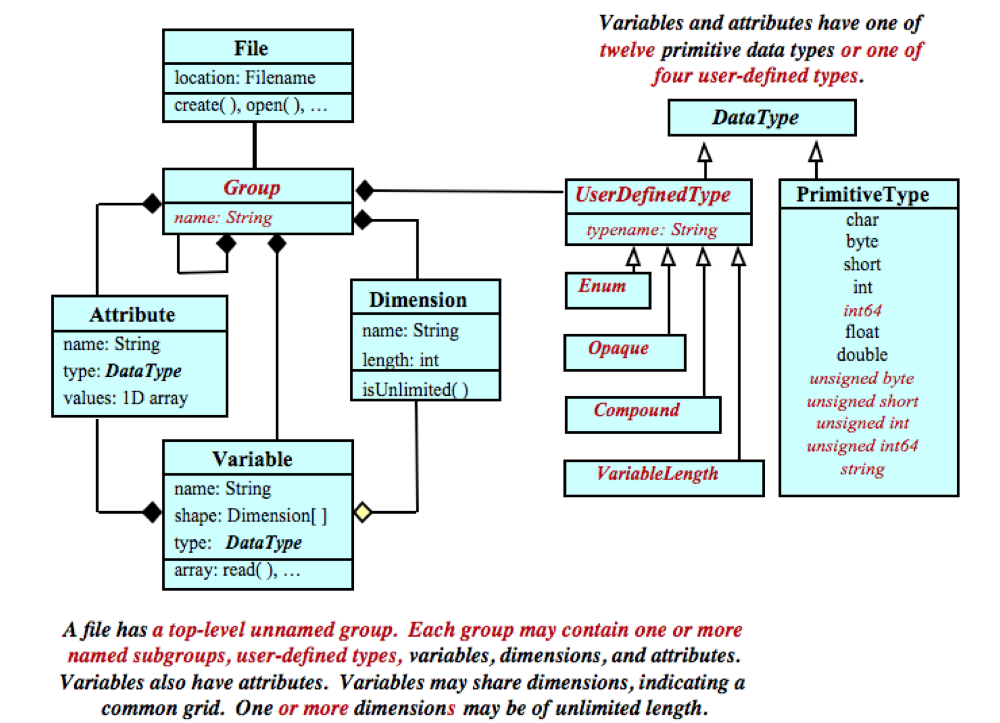 Variables and attributes have one of
twelve primitive data types or one of
four user-defined types.
File
location: Filename
create( ), open( ), …
Group
name: String
Attribute
name: String
type: DataType
values: 1D array
Dimension
name: String
length: int
isUnlimited( )
Variable
name: String
shape: Dimension[ ]
type: DataType
array: read( ), …
DataType
UserDefinedType
typename: String
Enum
Opaque
Compound
VariableLength
PrimitiveType
char
byte
short
int
int64
float
double
unsigned byte
unsigned short
unsigned int
unsigned int64
string
A file has a top-level unnamed group. Each group may contain one or more
named subgroups, user-defined types, variables, dimensions, and attributes.
Variables also have attributes. Variables may share dimensions, indicating a
common grid. One or more dimensions may be of unlimited length.